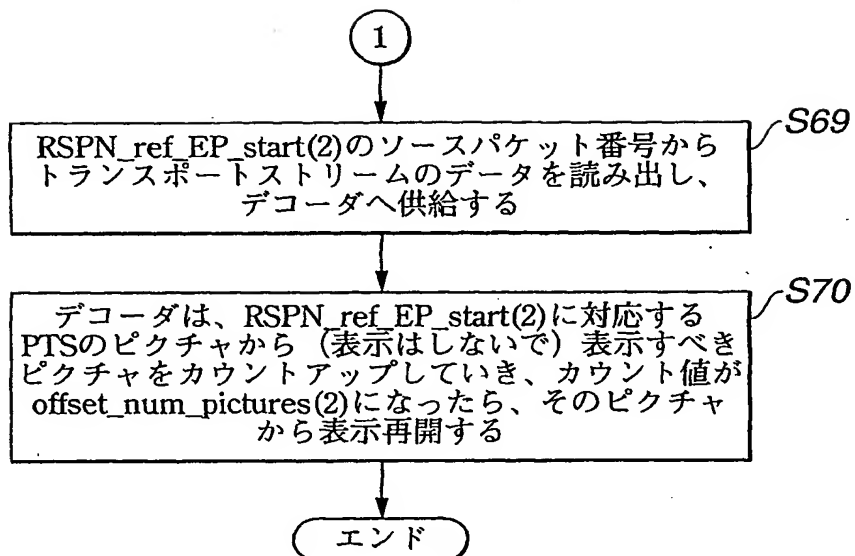 1
RSPN_ref_EP_start(2)のソースパケット番号から
トランスポートストリームのデータを読み出し、
デコーダへ供給する
S69
デコーダは、RSPN_ref_EP_start(2)に対応する
PTSのピクチャから（表示はしないで）表示すべき
ピクチャをカウントアップしていき、カウント値が
offset_num_pictures(2)になったら、そのピクチャ
から表示再開する
S70
エンド